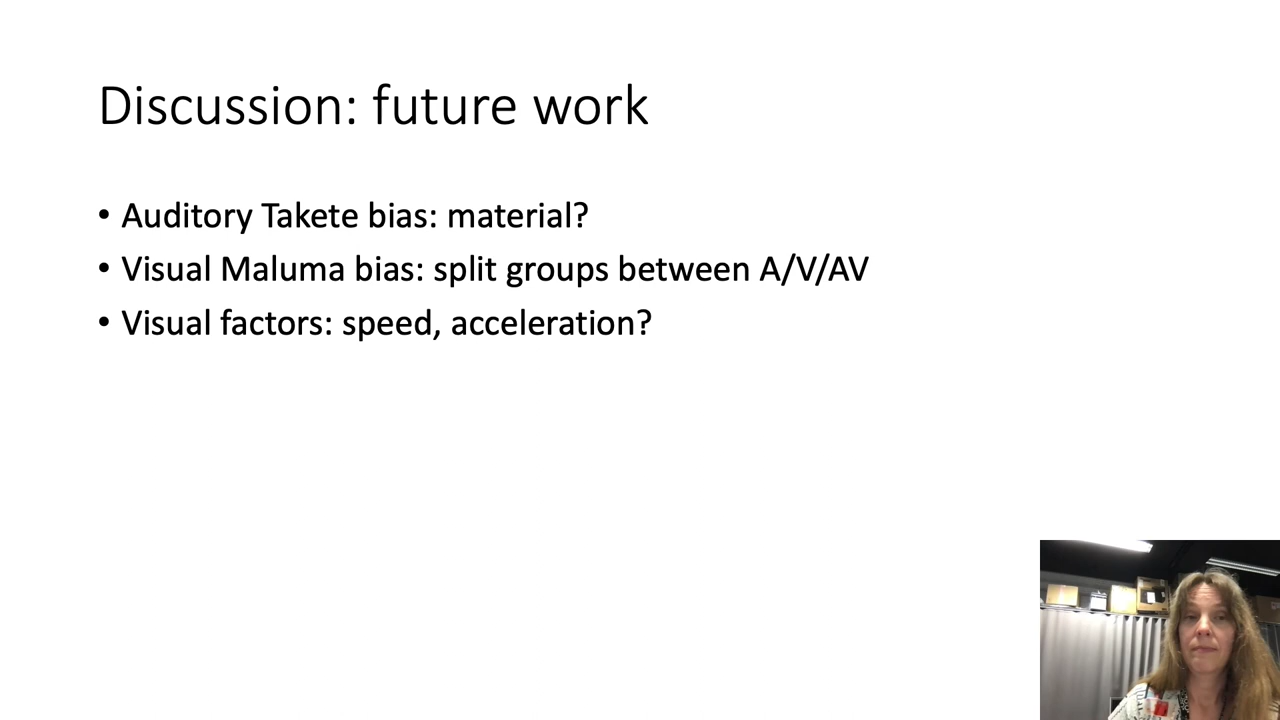 Discussion: future work
• Auditory Takete bias: material?
• Visual Maluma bias: split groups between A/V/AV
• Visual factors: speed, acceleration?